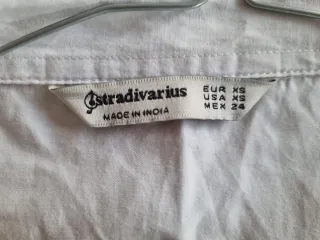 stradivarius
MADE IN INDIA
EUR XS
USA XS
MEX 24